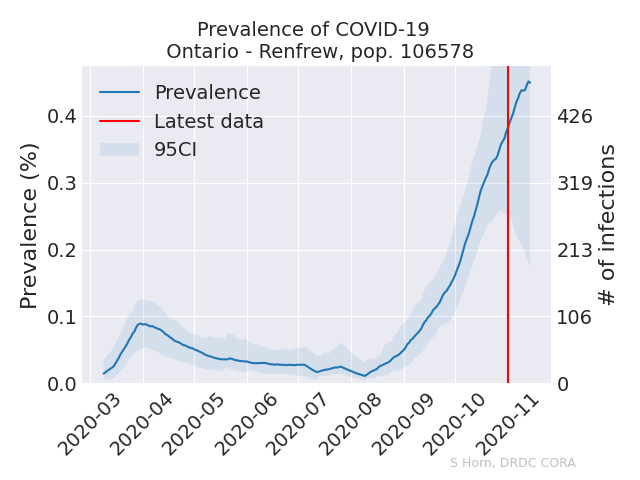 Prevalence of COVID-19
Ontario - Renfrew, pop. 106578
Prevalence
Latest data
95CI
Prevalence (%)
0.4
0.3
0.2
0.1
0.0
# of infections
426
319
213
106
0
2020-03
2020-04
2020-05
2020-06
2020-07
2020-08
2020-09
2020-10
2020-11
S Horn, DRDC CORA